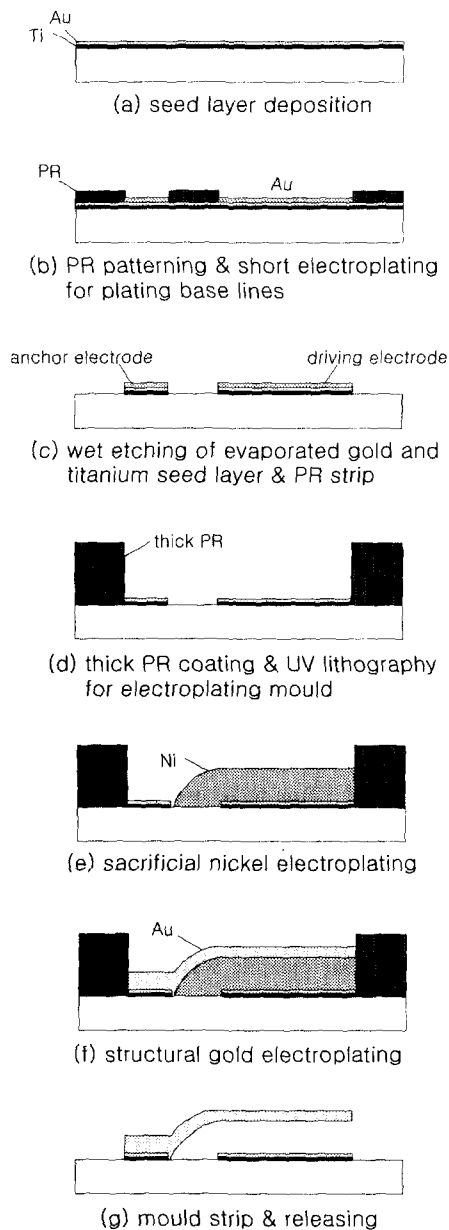 Au
Ti
(a) seed layer deposition
PR
Au
(b) PR patterning & short electroplating
for plating base lines
anchor electrode
driving electrode
(c) wet etching of evaporated gold and
titanium seed layer & PR strip
thick PR
(d) thick PR coating & UV lithography
for electroplating mould
Ni
(e) sacrificial nickel electroplating
Au
(f) structural gold electroplating
(g) mould strip & releasing